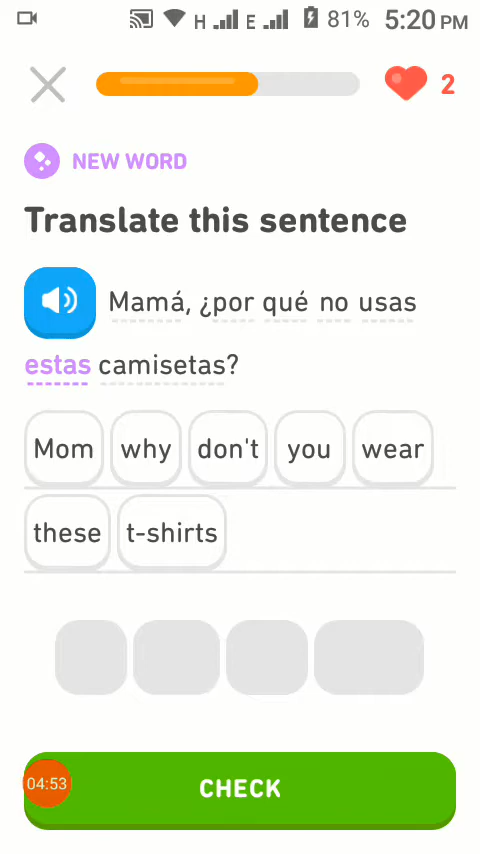 H E 81% 5:20 PM
2
NEW WORD
Translate this sentence
Mamá, ¿por qué no usas
estas camisetas?
Mom why don't you wear
these t-shirts
04:53 CHECK